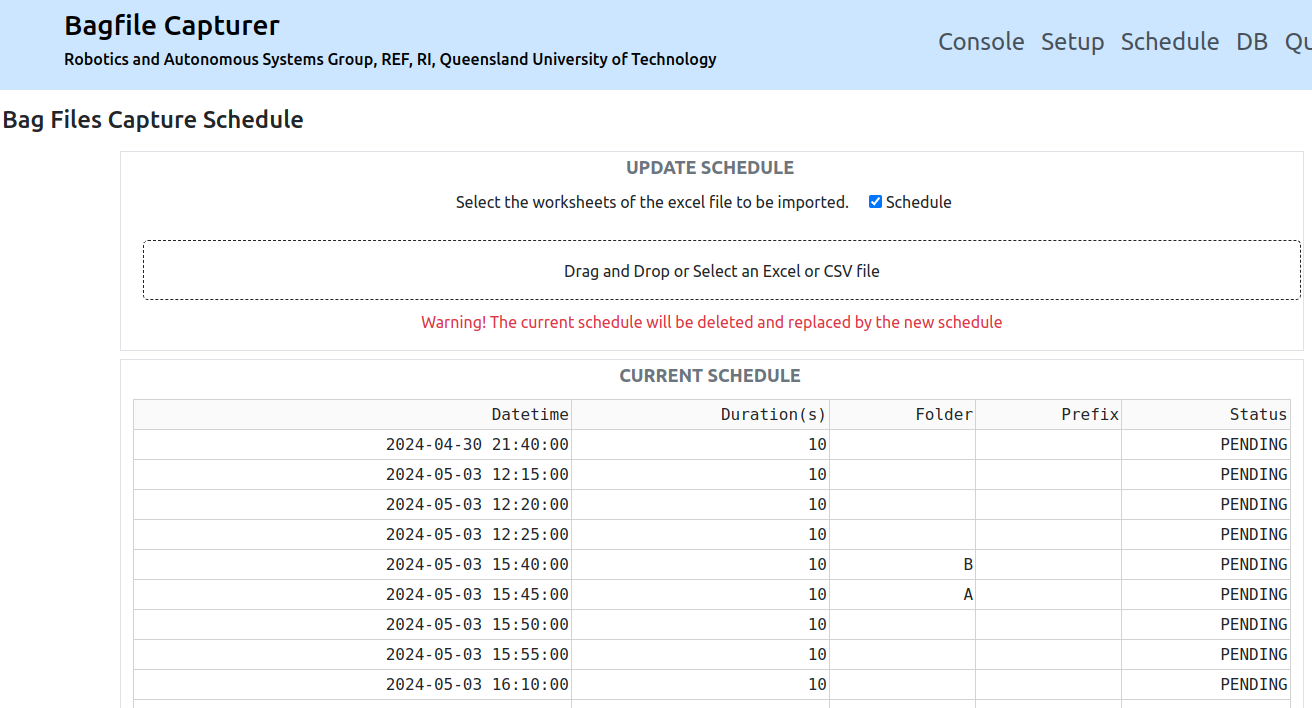 Bagfile Capturer
Robotics and Autonomous Systems Group, REF, RI, Queensland University of Technology
Console Setup Schedule DB
Bag Files Capture Schedule
UPDATE SCHEDULE
Select the worksheets of the excel file to be imported. Schedule
Drag and Drop or Select an Excel or CSV file
Warning! The current schedule will be deleted and replaced by the new schedule
CURRENT SCHEDULE
Datetime Duration(s) Folder Prefix Status
2024-04-30 21:40:00 10 PENDING
2024-05-03 12:15:00 10 PENDING
2024-05-03 12:20:00 10 PENDING
2024-05-03 12:25:00 10 PENDING
2024-05-03 15:40:00 10 B PENDING
2024-05-03 15:45:00 10 A PENDING
2024-05-03 15:50:00 10 PENDING
2024-05-03 15:55:00 10 PENDING
2024-05-03 16:10:00 10 PENDING